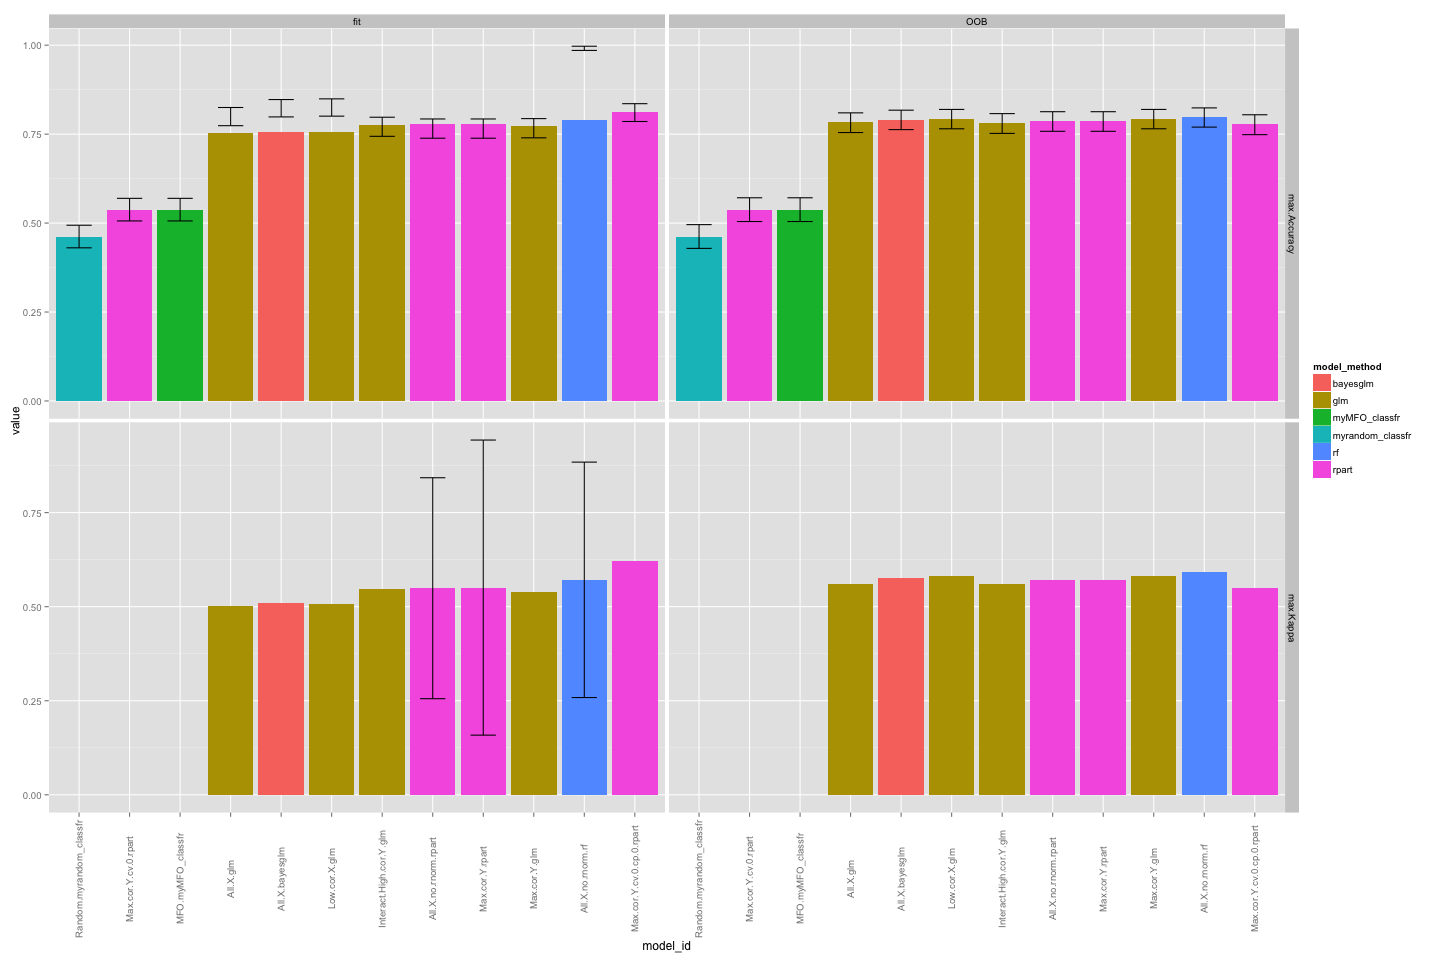 fit
OOB
1.00
0.75
0.50
0.25
0.00
max.Accuracy
value
0.75
0.50
0.25
0.00
max.Kappa
Random.myrandom_classfr
Max.cor.Y.cv.0.rpart
MFO.myMFO_classfr
All.X.glm
All.X.bayesglm
Low.cor.X.glm
Interact.High.cor.Y.glm
All.X.no.rnorm.rpart
Max.cor.Y.rpart
Max.cor.Y.glm
All.X.no.rnorm.rf
Max.cor.Y.cv.0.cp.0.rpart
Random.myrandom_classfr
Max.cor.Y.cv.0.rpart
MFO.myMFO_classfr
All.X.glm
All.X.bayesglm
Low.cor.X.glm
Interact.High.cor.Y.glm
All.X.no.rnorm.rpart
Max.cor.Y.rpart
Max.cor.Y.glm
All.X.no.rnorm.rf
Max.cor.Y.cv.0.cp.0.rpart
model_id
model_method
bayesglm
glm
myMFO_classfr
myrandom_classfr
rf
rpart